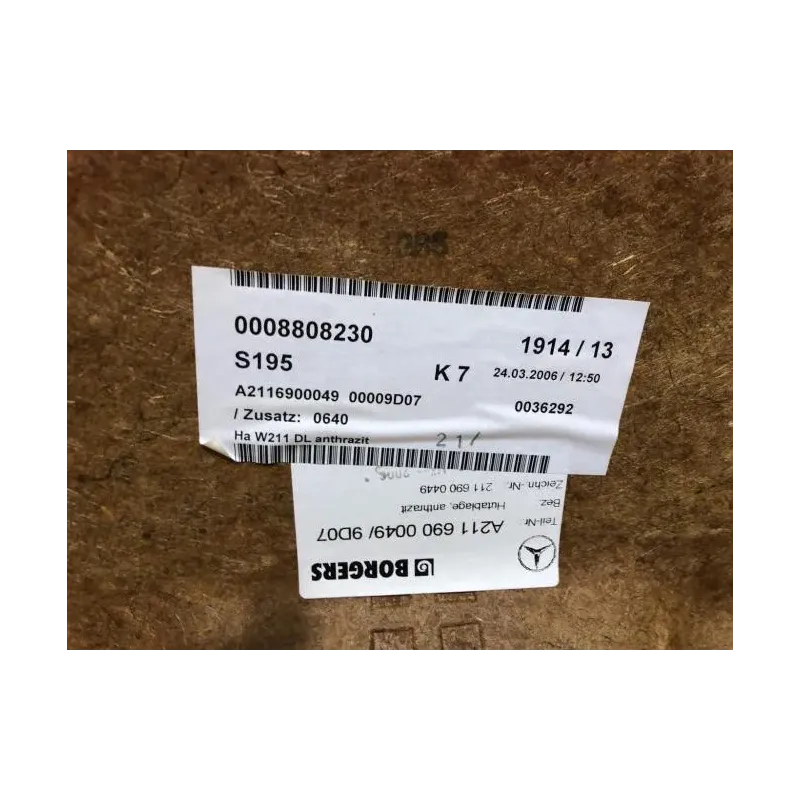 0008808230
1914 / 13
S195
K 7
24.03.2006 / 12:50
A2116900049 00009D07
0036292
/ Zusatz: 0640
Ha W211 DL anthrazit
21/
BORGERS
Teil-Nr. A211 690 0049/ 9D07
Bez. Hutablage, anthrazit
Zeichn.-Nr. 211 690 0449